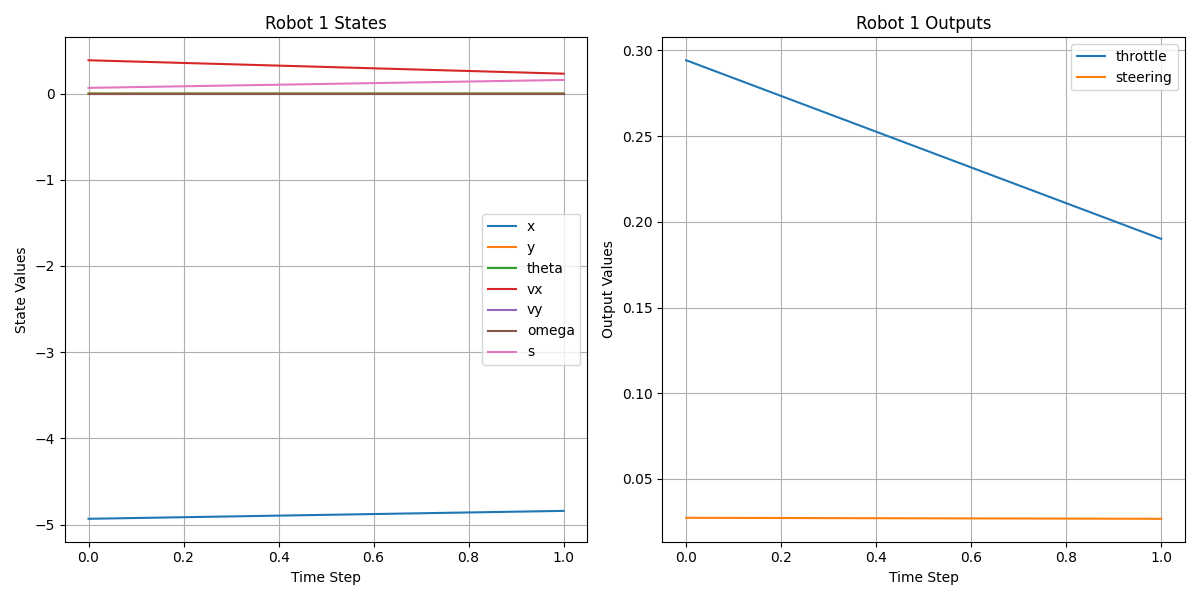 Robot 1 States
State Values
0
−1
−2
−3
−4
−5
x
y
theta
vx
vy
omega
s
0.0 0.2 0.4 0.6 0.8 1.0
Time Step
Robot 1 Outputs
Output Values
0.30
0.25
0.20
0.15
0.10
0.05
throttle
steering
0.0 0.2 0.4 0.6 0.8 1.0
Time Step